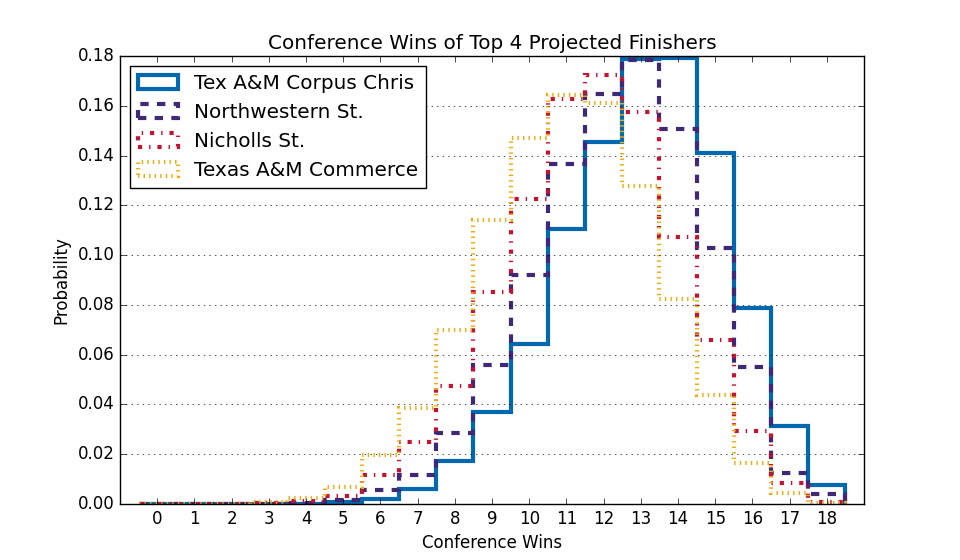 Conference Wins of Top 4 Projected Finishers
Tex A&M Corpus Chris
Northwestern St.
Nicholls St.
Texas A&M Commerce
Probability
0.18
0.16
0.14
0.12
0.10
0.08
0.06
0.04
0.02
0.00
0 1 2 3 4 5 6 7 8 9 10 11 12 13 14 15 16 17 18
Conference Wins